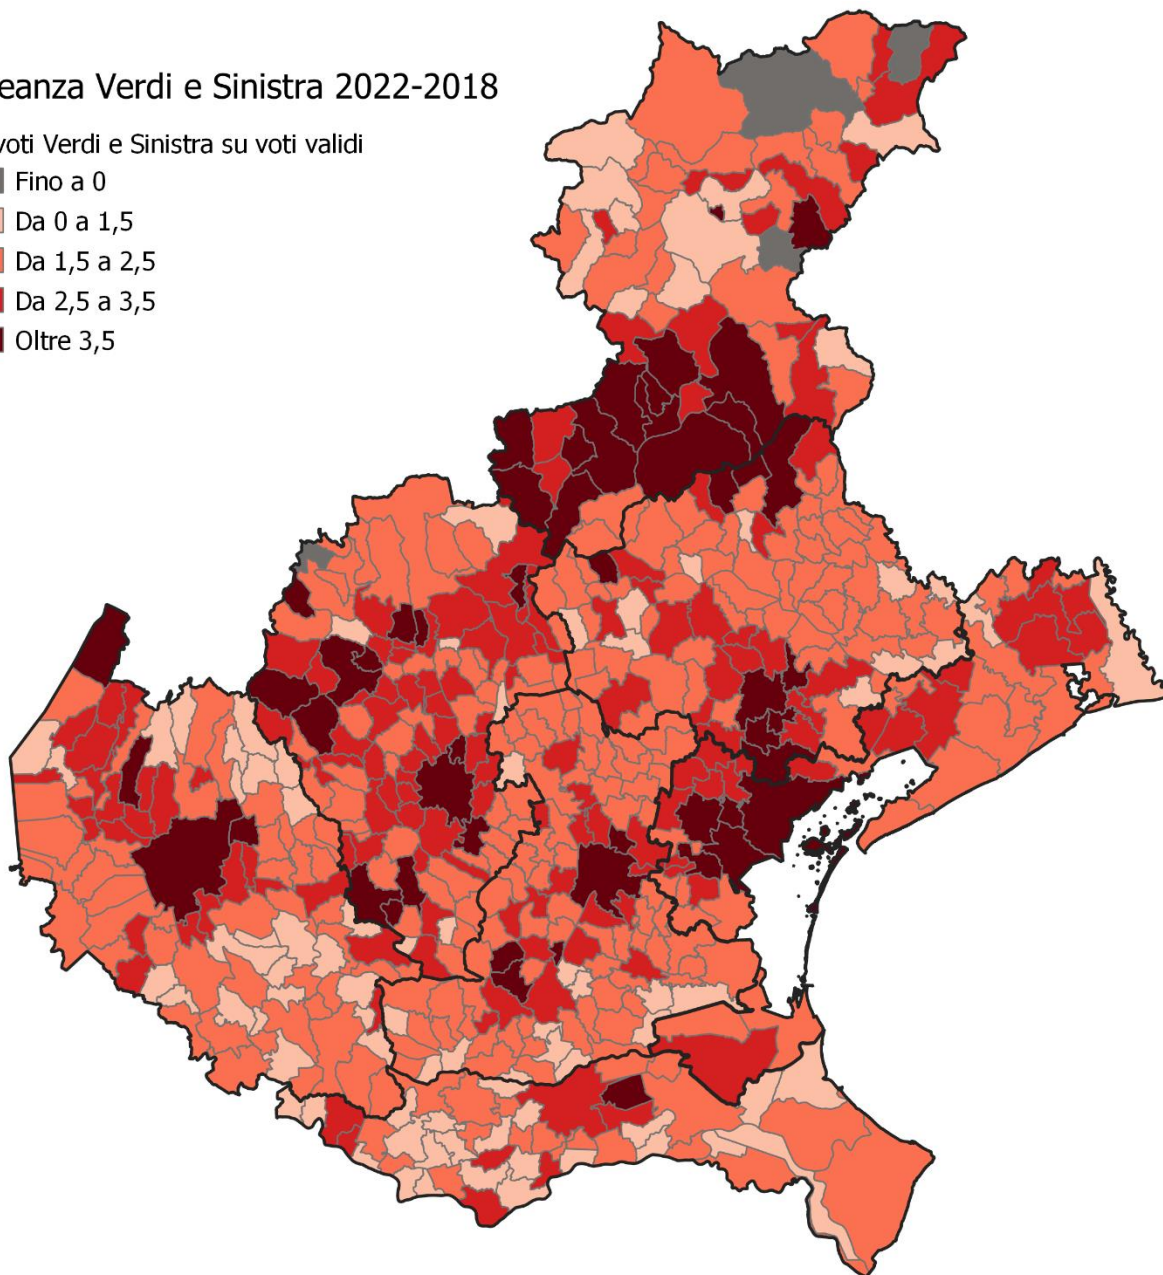 eanza Verdi e Sinistra 2022-2018
voti Verdi e Sinistra su voti validi
Fino a 0
Da 0 a 1,5
Da 1,5 a 2,5
Da 2,5 a 3,5
Oltre 3,5